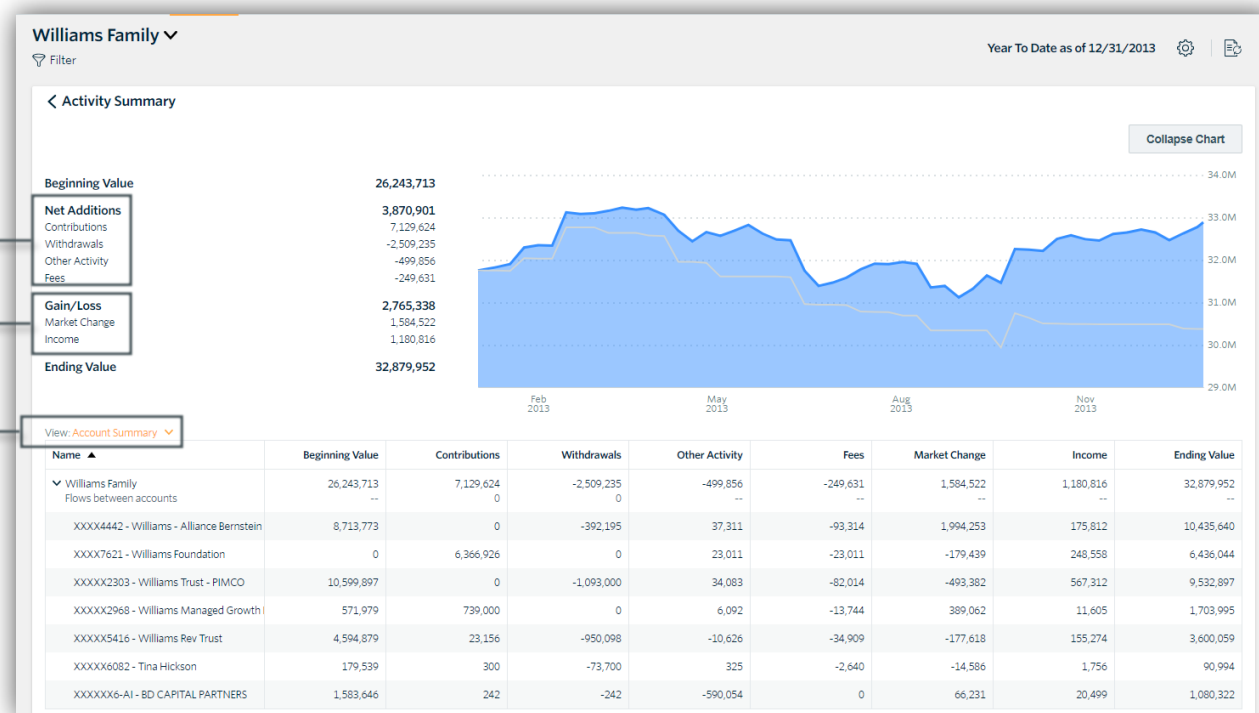 Williams Family
Filter
Year To Date as of 12/31/2013
Activity Summary
Collapse Chart
Beginning Value 26,243,713
Net Additions 3,870,901
Contributions 7,129,624
Withdrawals -2,509,235
Other Activity -499,856
Fees -249,631
Gain/Loss 2,765,338
Market Change 1,584,522
Income 1,180,816
Ending Value 32,879,952
34.0M
33.0M
32.0M
31.0M
30.0M
29.0M
Feb May Aug Nov
2013 2013 2013 2013
View: Account Summary
Name Beginning Value Contributions Withdrawals Other Activity Fees Market Change Income Ending Value
Williams Family 26,243,713 7,129,624 -2,509,235 -499,856 -249,631 1,584,522 1,180,816 32,879,952
Flows between accounts -- 0 0 -- -- -- -- --
XXXX4442 - Williams - Alliance Bernstein 8,713,773 0 -392,195 37,311 -93,314 1,994,253 175,812 10,435,640
XXXX7621 - Williams Foundation 0 6,366,926 0 23,011 -23,011 -179,439 248,558 6,436,044
XXXXX2303 - Williams Trust - PIMCO 10,599,897 0 -1,093,000 34,083 -82,014 -493,382 567,312 9,532,897
XXXXX2968 - Williams Managed Growth 571,979 739,000 0 6,092 -13,744 389,062 11,605 1,703,995
XXXXX5416 - Williams Rev Trust 4,594,879 23,156 -950,098 -10,626 -34,909 -177,618 155,274 3,600,059
XXXXX6082 - Tina Hickson 179,539 300 -73,700 325 -2,640 -14,586 1,756 90,994
XXXXXX6-AI - BD CAPITAL PARTNERS 1,583,646 242 -242 -590,054 0 66,231 20,499 1,080,322